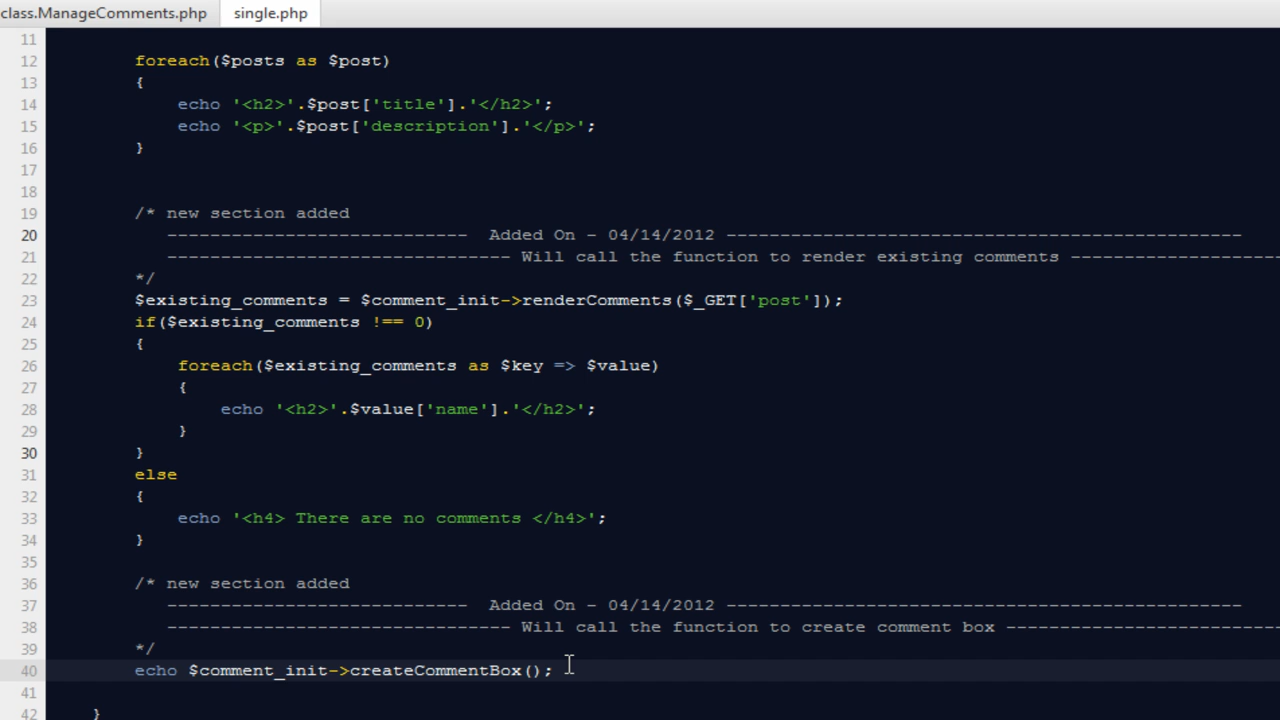 class.ManageComments.php single.php
11
12 foreach($posts as $post)
13 {
14 echo '<h2>'.$post['title'].'</h2>';
15 echo '<p>'.$post['description'].'</p>';
16 }
17
18
19 /* new section added
20 ---------------------------- Added On - 04/14/2012 ------------------------------------------------
21 -------------------------------- Will call the function to render existing comments --------------------
22 */
23 $existing_comments = $comment_init->renderComments($_GET['post']);
24 if($existing_comments !== 0)
25 {
26 foreach($existing_comments as $key => $value)
27 {
28 echo '<h2>'.$value['name'].'</h2>';
29 }
30 }
31 else
32 {
33 echo '<h4> There are no comments </h4>';
34 }
35
36 /* new section added
37 ---------------------------- Added On - 04/14/2012 ------------------------------------------------
38 -------------------------------- Will call the function to create comment box --------------------------
39 */
40 echo $comment_init->createCommentBox();
41
42 }